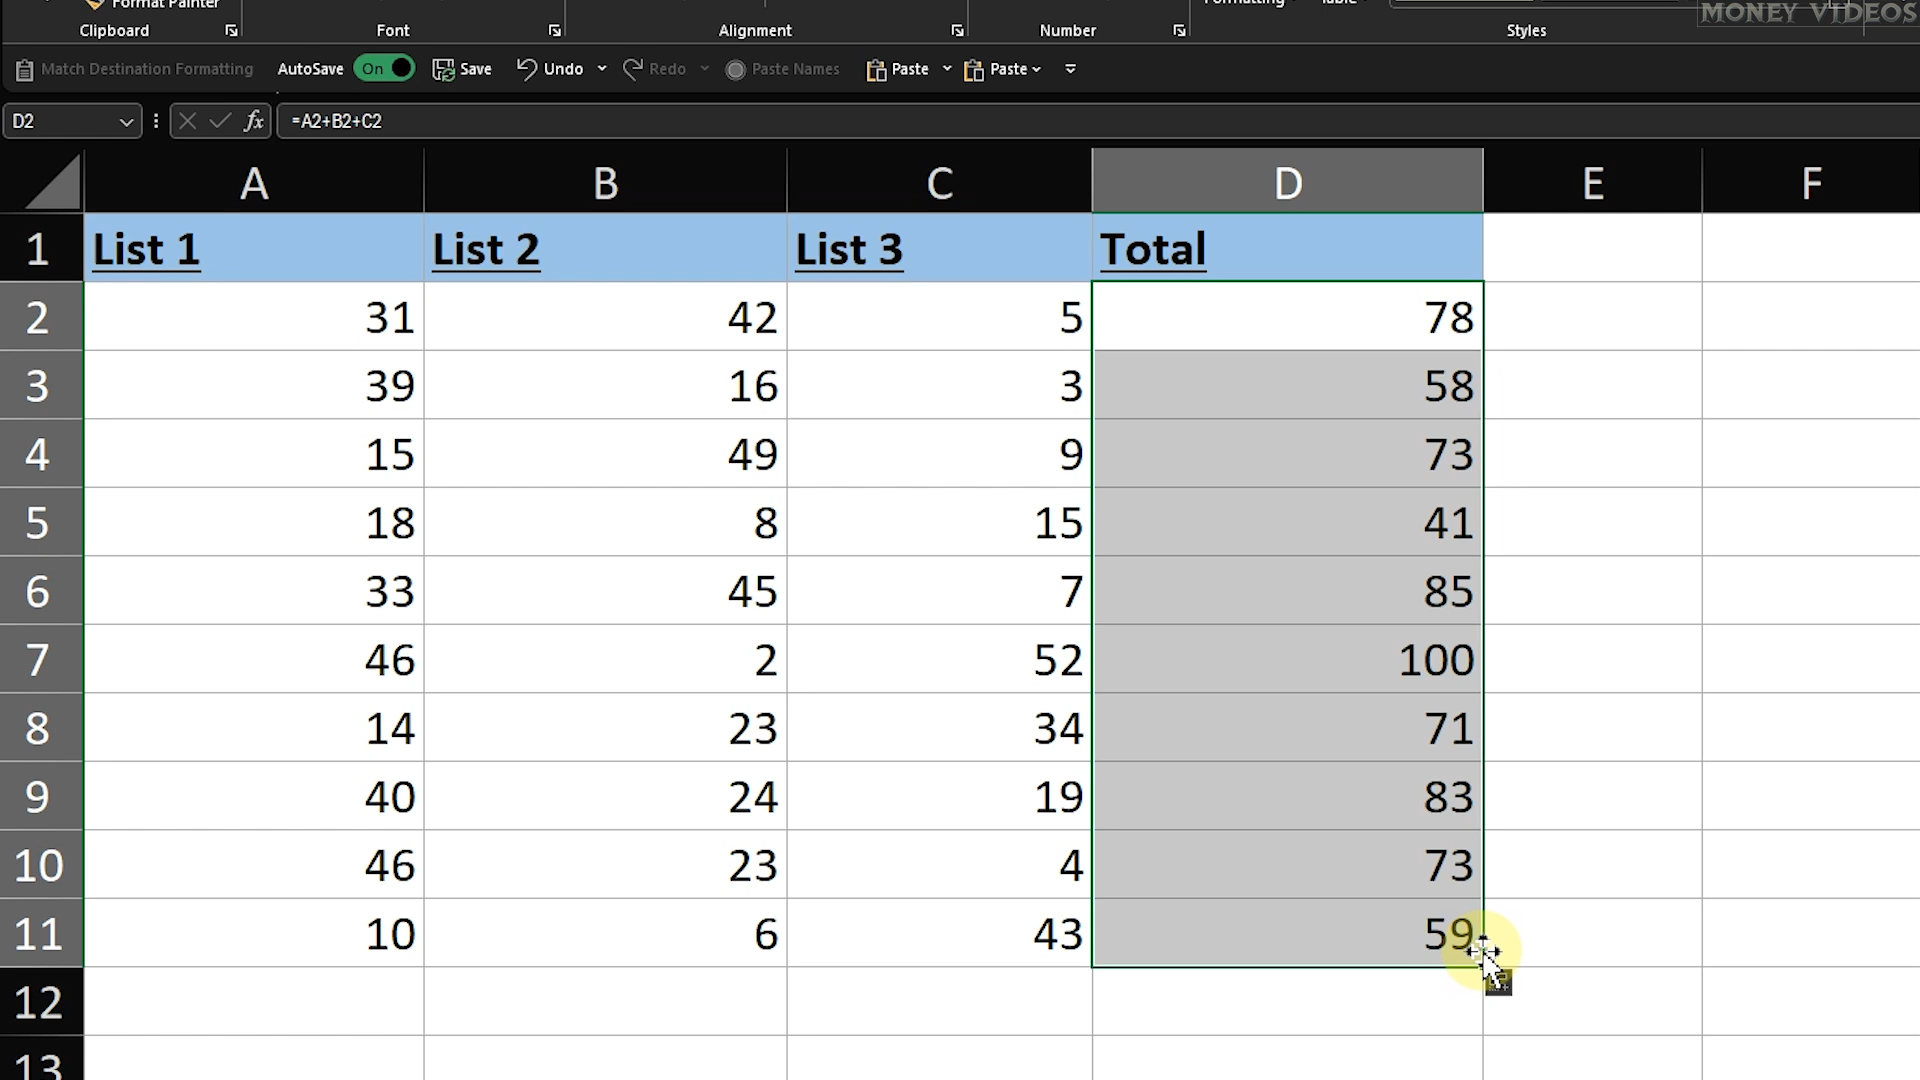 Format Painter
MONEY VIDEOS
Clipboard Font Alignment Number Styles
Match Destination Formatting AutoSave On Save Undo Redo Paste Names Paste Paste
D2 fx =A2+B2+C2
A B C D E F
1 List 1 List 2 List 3 Total
2 31 42 5 78
3 39 16 3 58
4 15 49 9 73
5 18 8 15 41
6 33 45 7 85
7 46 2 52 100
8 14 23 34 71
9 40 24 19 83
10 46 23 4 73
11 10 6 43 59
12
13